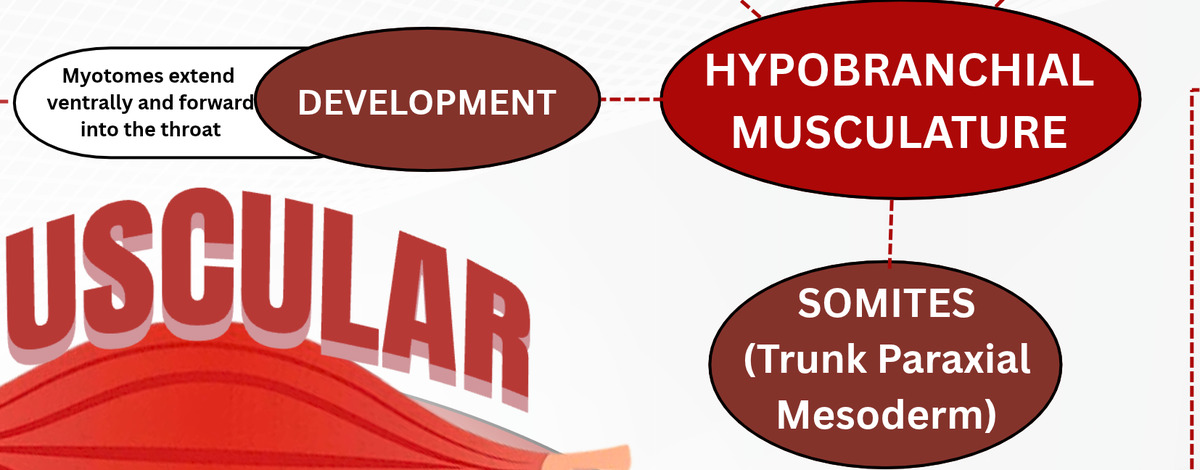 Myotomes extend
ventrally and forward
into the throat
DEVELOPMENT
HYPOBRANCHIAL
MUSCULATURE
USCULAR
SOMITES
(Trunk Paraxial
Mesoderm)